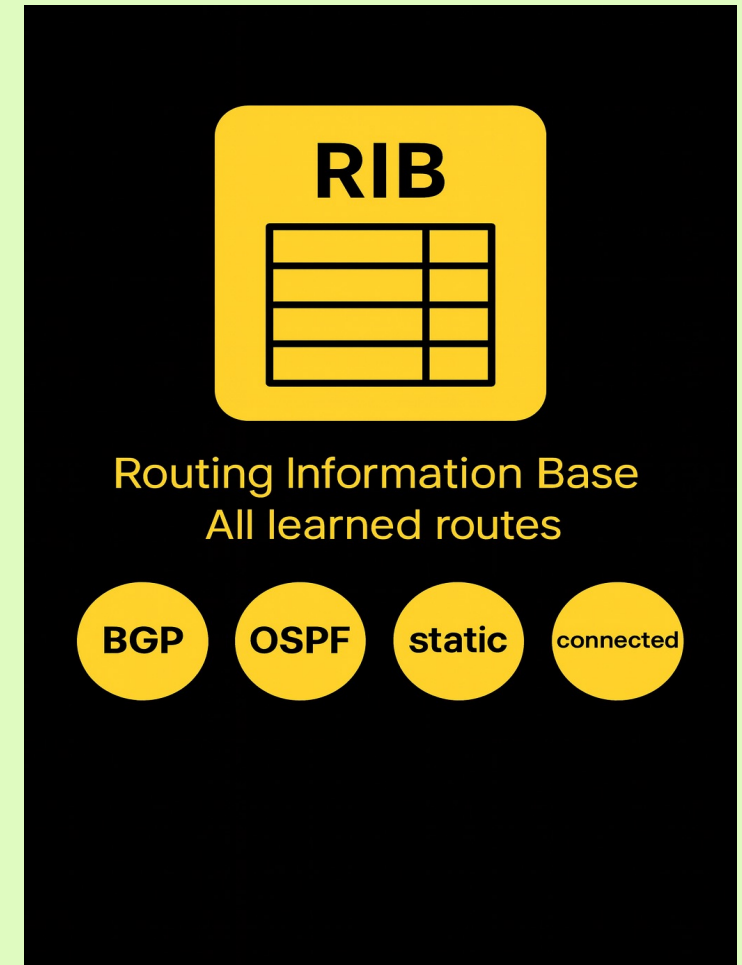 RIB
Routing Information Base
All learned routes
BGP OSPF static connected